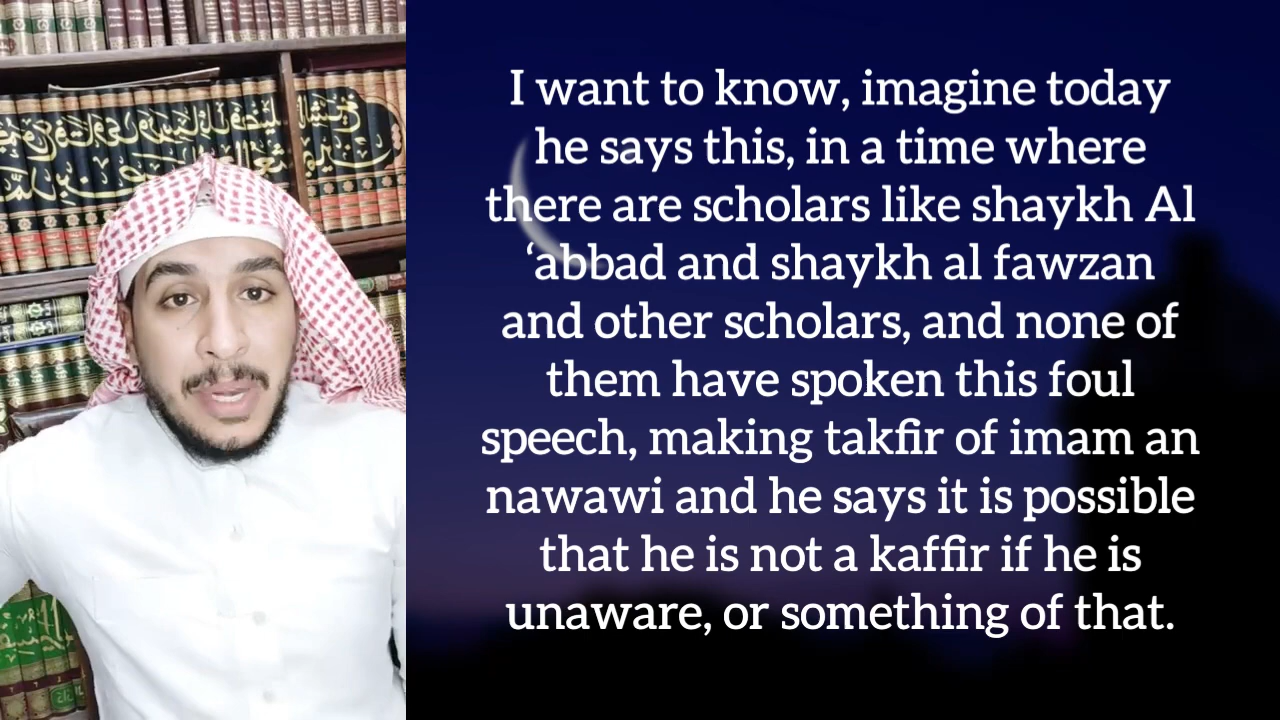 I want to know, imagine today
he says this, in a time where
there are scholars like shaykh Al
‘abbad and shaykh al fawzan
and other scholars, and none of
them have spoken this foul
speech, making takfir of imam an
nawawi and he says it is possible
that he is not a kaffir if he is
unaware, or something of that.